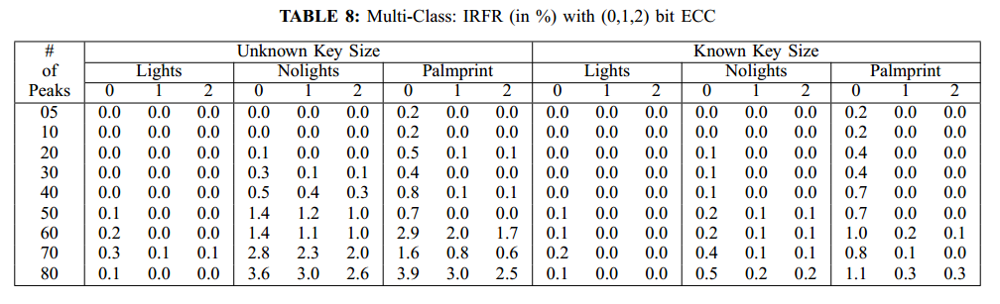 TABLE 8: Multi-Class: IRFR (in %) with (0,1,2) bit ECC
# Unknown Key Size Known Key Size
of Lights Nolights Palmprint Lights Nolights Palmprint
Peaks 0 1 2 0 1 2 0 1 2 0 1 2 0 1 2 0 1 2
05 0.0 0.0 0.0 0.0 0.0 0.0 0.2 0.0 0.0 0.0 0.0 0.0 0.0 0.0 0.0 0.2 0.0 0.0
10 0.0 0.0 0.0 0.0 0.0 0.0 0.2 0.0 0.0 0.0 0.0 0.0 0.0 0.0 0.0 0.2 0.0 0.0
20 0.0 0.0 0.0 0.1 0.0 0.0 0.5 0.1 0.1 0.0 0.0 0.0 0.1 0.0 0.0 0.4 0.0 0.0
30 0.0 0.0 0.0 0.3 0.1 0.1 0.4 0.0 0.0 0.0 0.0 0.0 0.1 0.0 0.0 0.4 0.0 0.0
40 0.0 0.0 0.0 0.5 0.4 0.3 0.8 0.1 0.1 0.0 0.0 0.0 0.1 0.0 0.0 0.7 0.0 0.0
50 0.1 0.0 0.0 1.4 1.2 1.0 0.7 0.0 0.0 0.1 0.0 0.0 0.2 0.1 0.1 0.7 0.0 0.0
60 0.2 0.0 0.0 1.4 1.1 1.0 2.9 2.0 1.7 0.1 0.0 0.0 0.2 0.1 0.1 1.0 0.2 0.1
70 0.3 0.1 0.1 2.8 2.3 2.0 1.6 0.8 0.6 0.2 0.0 0.0 0.4 0.1 0.1 0.8 0.1 0.0
80 0.1 0.0 0.0 3.6 3.0 2.6 3.9 3.0 2.5 0.1 0.0 0.0 0.5 0.2 0.2 1.1 0.3 0.3